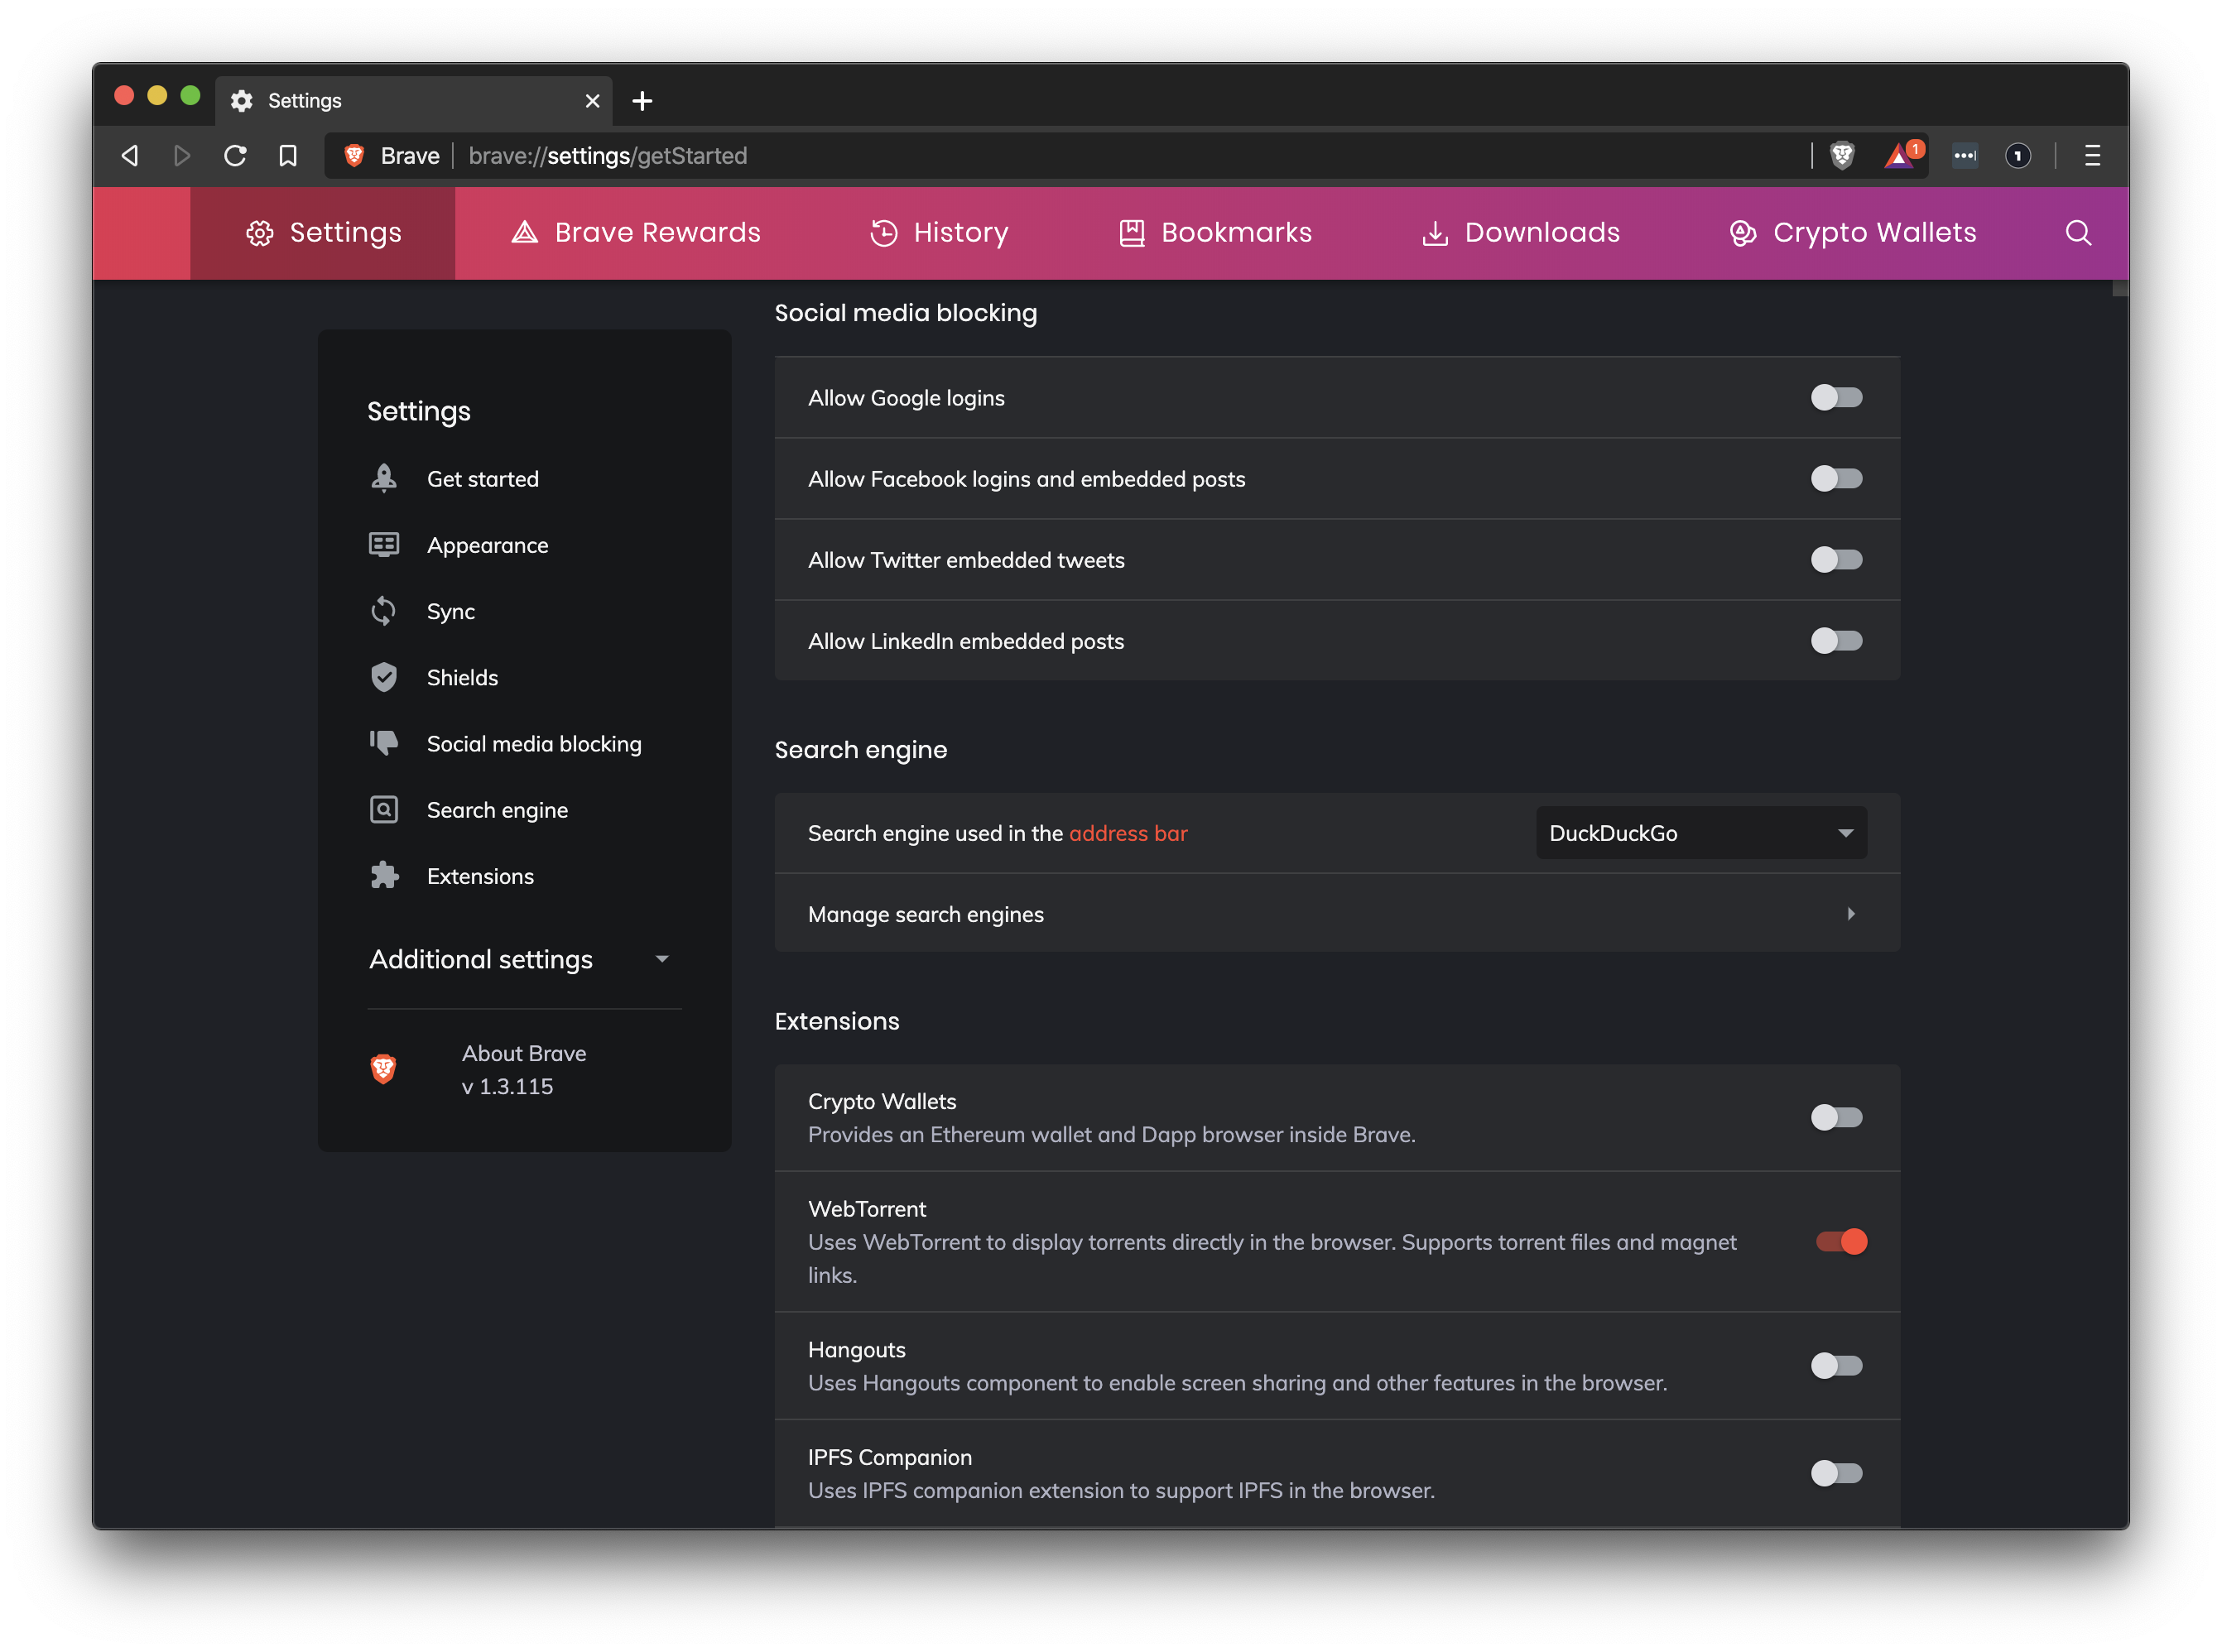 Settings
Brave
brave://settings/getStarted
1
1
Settings
Brave Rewards
History
Bookmarks
Downloads
Crypto Wallets
Settings
Get started
Appearance
Sync
Shields
Social media blocking
Search engine
Extensions
Additional settings
About Brave
v 1.3.115
Social media blocking
Allow Google logins
Allow Facebook logins and embedded posts
Allow Twitter embedded tweets
Allow LinkedIn embedded posts
Search engine
Search engine used in the address bar
DuckDuckGo
Manage search engines
Extensions
Crypto Wallets
Provides an Ethereum wallet and Dapp browser inside Brave.
WebTorrent
Uses WebTorrent to display torrents directly in the browser. Supports torrent files and magnet
links.
Hangouts
Uses Hangouts component to enable screen sharing and other features in the browser.
IPFS Companion
Uses IPFS companion extension to support IPFS in the browser.